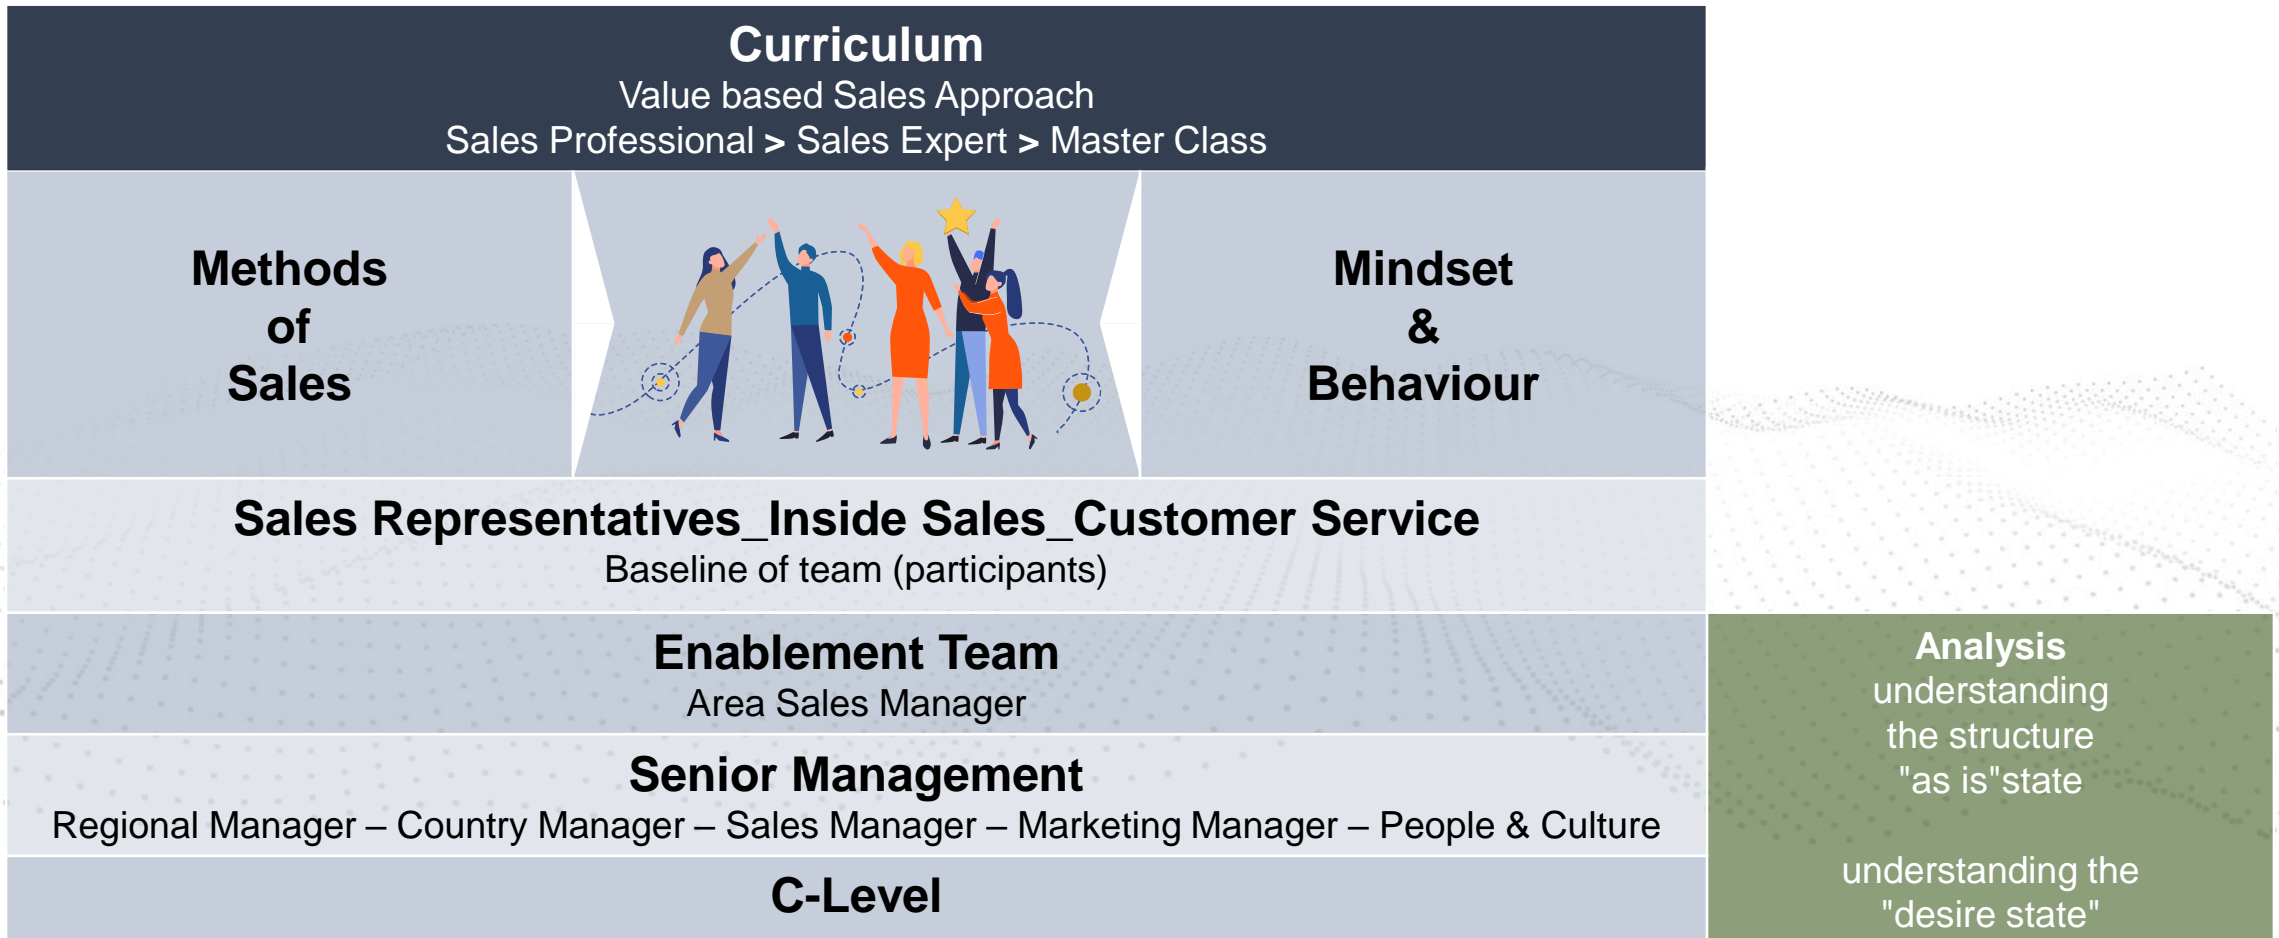 Curriculum
Value based Sales Approach
Sales Professional > Sales Expert > Master Class
Methods
of
Sales
Mindset
&
Behaviour
Sales Representatives_Inside Sales_Customer Service
Baseline of team (participants)
Enablement Team
Area Sales Manager
Senior Management
Regional Manager – Country Manager – Sales Manager – Marketing Manager – People & Culture
C-Level
Analysis
understanding
the structure
"as is"state
understanding the
"desire state"